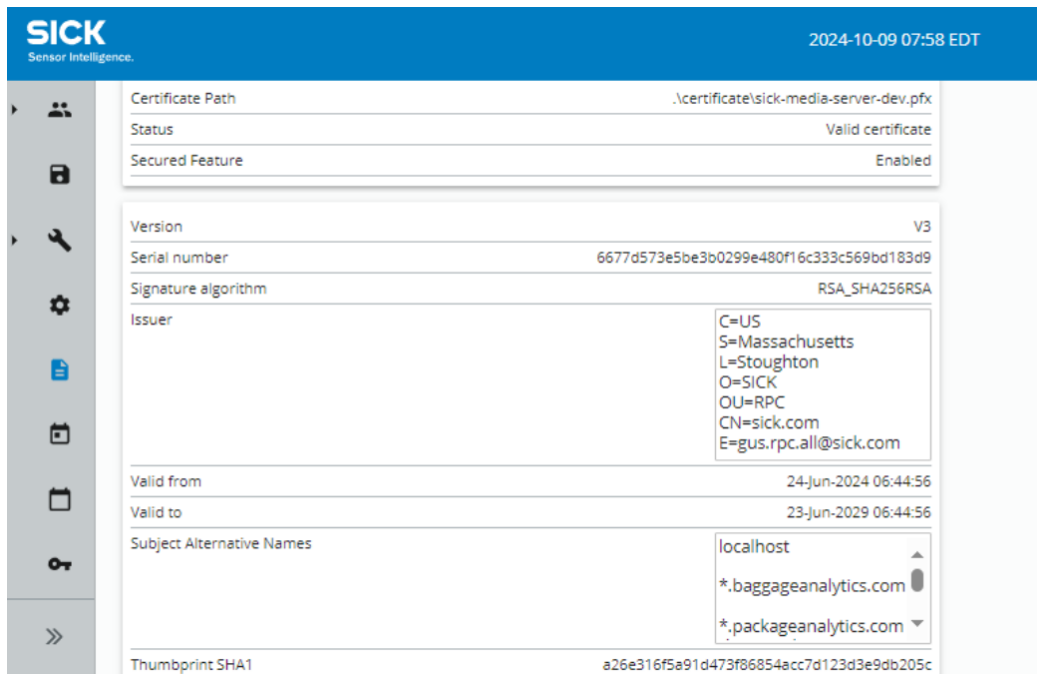 SICK
Sensor Intelligence.
2024-10-09 07:58 EDT
Certificate Path .\certificate\sick-media-server-dev.pfx
Status Valid certificate
Secured Feature Enabled
Version V3
Serial number 6677d573e5be3b0299e480f16c333c569bd183d9
Signature algorithm RSA_SHA256RSA
Issuer C=US
S=Massachusetts
L=Stoughton
O=SICK
OU=RPC
CN=sick.com
E=gus.rpc.all@sick.com
Valid from 24-Jun-2024 06:44:56
Valid to 23-Jun-2029 06:44:56
Subject Alternative Names localhost
*.baggageanalytics.com
*.packageanalytics.com
Thumbprint SHA1 a26e316f5a91d473f86854acc7d123d3e9db205c